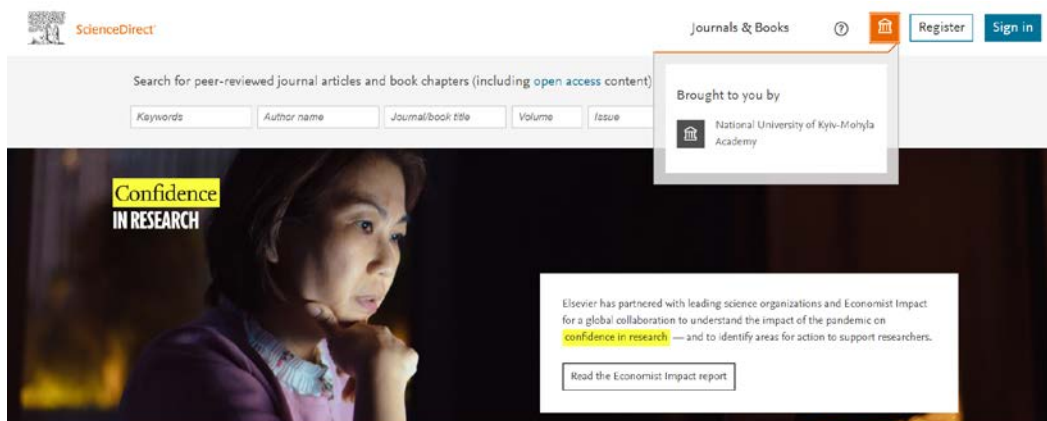 ScienceDirect
Journals & Books
?
Register
Sign in
Search for peer-reviewed journal articles and book chapters (including open access content)
Keywords
Author name
Journal/book title
Volume
Issue
Brought to you by
National University of Kyiv-Mohyla
Academy
Confidence
IN RESEARCH
Elsevier has partnered with leading science organizations and Economist Impact
for a global collaboration to understand the impact of the pandemic on
confidence in research — and to identify areas for action to support researchers.
Read the Economist Impact report